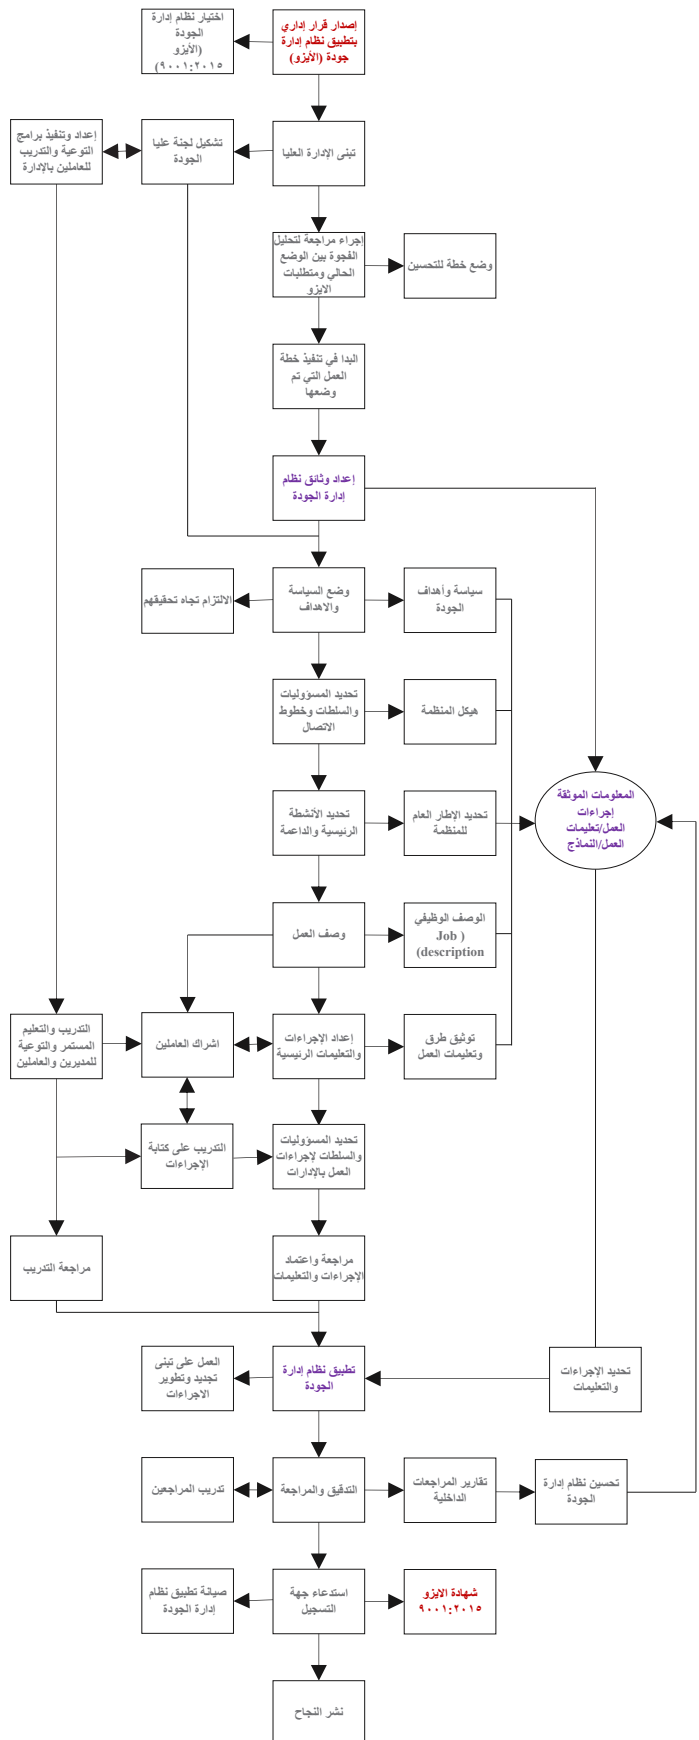 إصدار قرار إداري
بتطبيق نظام إدارة
جودة (الأيزو)
اختيار نظام إدارة
الجودة
(الأيزو
٩٠٠١:٢٠١٥)
تبنى الإدارة العليا
تشكيل لجنة عليا
الجودة
إعداد وتنفيذ برامج
التوعية والتدريب
للعاملين بالإدارة
إجراء مراجعة لتحليل
الفجوة بين الوضع
الحالي ومتطلبات
الايزو
وضع خطة للتحسين
البدا في تنفيذ خطة
العمل التي تم
وضعها
إعداد وثائق نظام
إدارة الجودة
وضع السياسة
والاهداف
سياسة وأهداف
الجودة
الالتزام تجاه تحقيقهم
تحديد المسؤوليات
والسلطات وخطوط
الاتصال
هيكل المنظمة
المعلومات الموثقة
إجراءات
العمل/تعليمات
العمل/النماذج
تحديد الأنشطة
الرئيسية والداعمة
تحديد الإطار العام
للمنظمة
وصف العمل
الوصف الوظيفي
( Job
description)
إعداد الإجراءات
والتعليمات الرئيسية
توثيق طرق
وتعليمات العمل
اشراك العاملين
التدريب والتعليم
المستمر والتوعية
للمديرين والعاملين
تحديد المسؤوليات
والسلطات لإجراءات
العمل بالإدارات
التدريب على كتابة
الإجراءات
مراجعة واعتماد
الإجراءات والتعليمات
مراجعة التدريب
تحديد الإجراءات
والتعليمات
تطبيق نظام إدارة
الجودة
العمل على تبنى
تجديد وتطوير
الاجراءات
التدقيق والمراجعة
تدريب المراجعين
تقارير المراجعات
الداخلية
تحسين نظام إدارة
الجودة
استدعاء جهة
التسجيل
شهادة الايزو
٩٠٠١:٢٠١٥
صيانة تطبيق نظام
إدارة الجودة
نشر النجاح